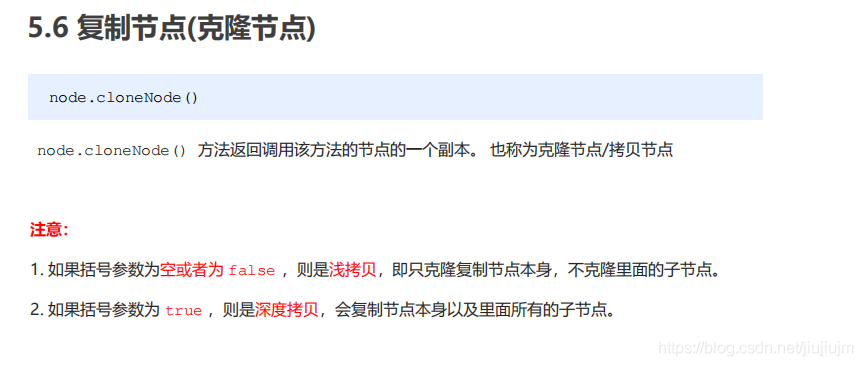 5.6 复制节点(克隆节点)
node.cloneNode()
node.cloneNode() 方法返回调用该方法的节点的一个副本。 也称为克隆节点/拷贝节点
注意：
1. 如果括号参数为空或者为 false ，则是浅拷贝，即只克隆复制节点本身，不克隆里面的子节点。
2. 如果括号参数为 true ，则是深度拷贝，会复制节点本身以及里面所有的子节点。
https://blog.csdn.net/jiujiujm